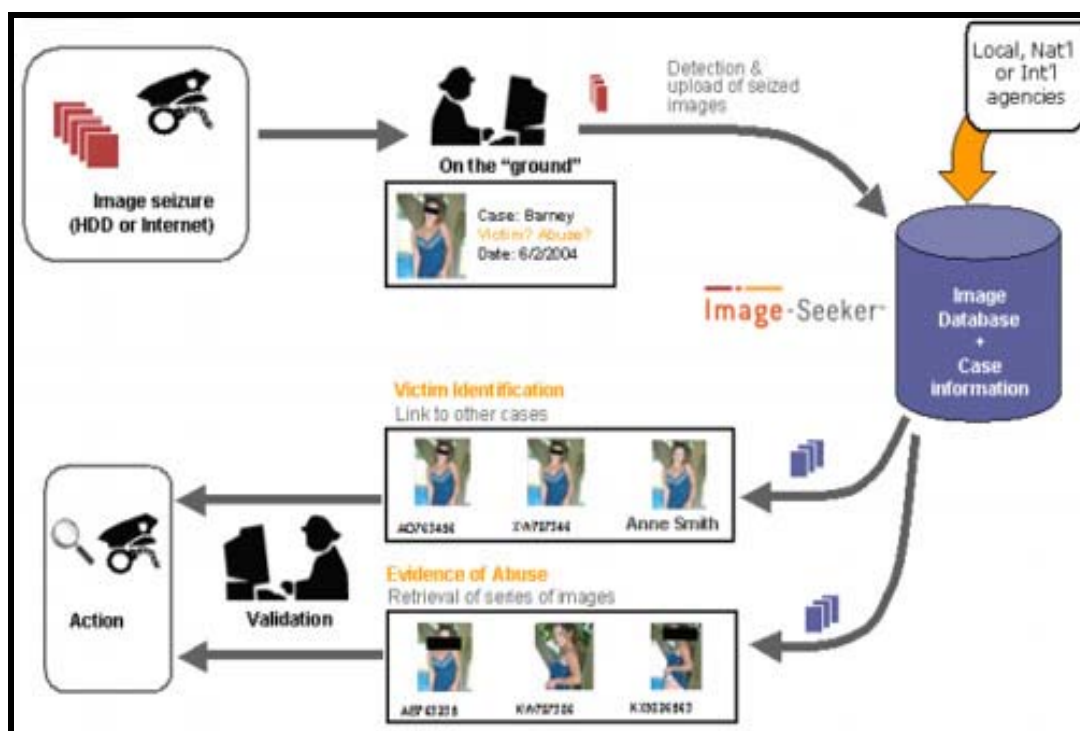 Image seizure
(HDD or Internet)
On the "ground"
Case: Barney
Victim? Abuse?
Date: 6/2/2004
Detection &
upload of seized
images
Local, Nat'l
or Int'l
agencies
Image-Seeker™
Image
Database
+
Case
information
Victim Identification
Link to other cases
Anne Smith
Evidence of Abuse
Retrieval of series of images
Validation
Action